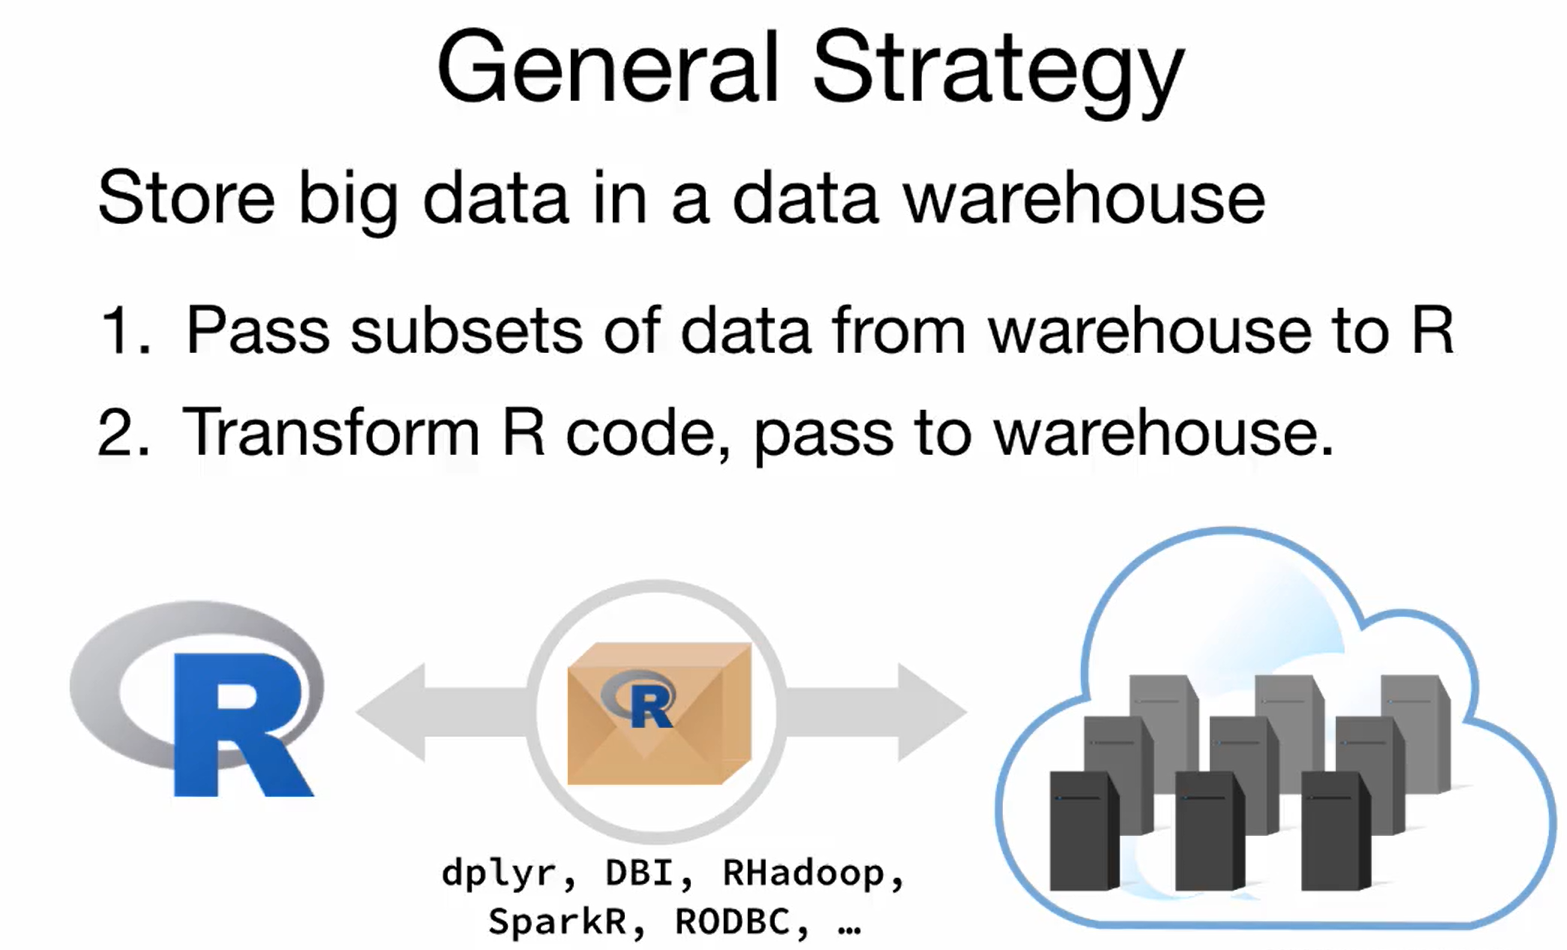 General Strategy
Store big data in a data warehouse
1. Pass subsets of data from warehouse to R
2. Transform R code, pass to warehouse.
R
R
dplyr, DBI, RHadoop,
SparkR, RODBC, …